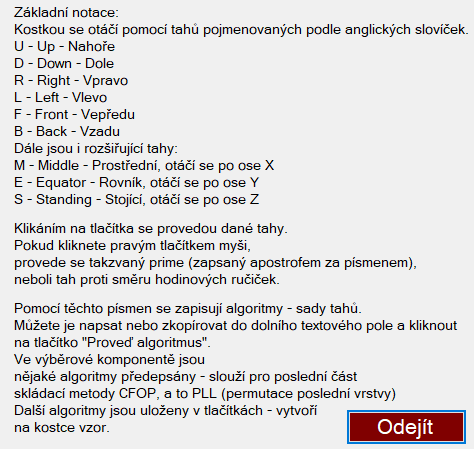 Základní notace:
Kostkou se otáčí pomocí tahů pojmenovaných podle anglických slovíček.
U - Up - Nahoře
D - Down - Dole
R - Right - Vpravo
L - Left - Vlevo
F - Front - Vepředu
B - Back - Vzadu
Dále jsou i rozšiřující tahy:
M - Middle - Prostřední, otáčí se po ose X
E - Equator - Rovník, otáčí se po ose Y
S - Standing - Stojící, otáčí se po ose Z
Klikáním na tlačítka se provedou dané tahy.
Pokud kliknete pravým tlačítkem myši,
provede se takzvaný prime (zapsaný apostrofem za písmenem),
neboli tah proti směru hodinových ručiček.
Pomocí těchto písmen se zapisují algoritmy - sady tahů.
Můžete je napsat nebo zkopírovat do dolního textového pole a kliknout
na tlačítko "Proveď algoritmus".
Ve výběrové komponentě jsou
nějaké algoritmy předepsány - slouží pro poslední část
skládací metody CFOP, a to PLL (permutace poslední vrstvy)
Další algoritmy jsou uloženy v tlačítkách - vytvoří
na kostce vzor.
Odejít